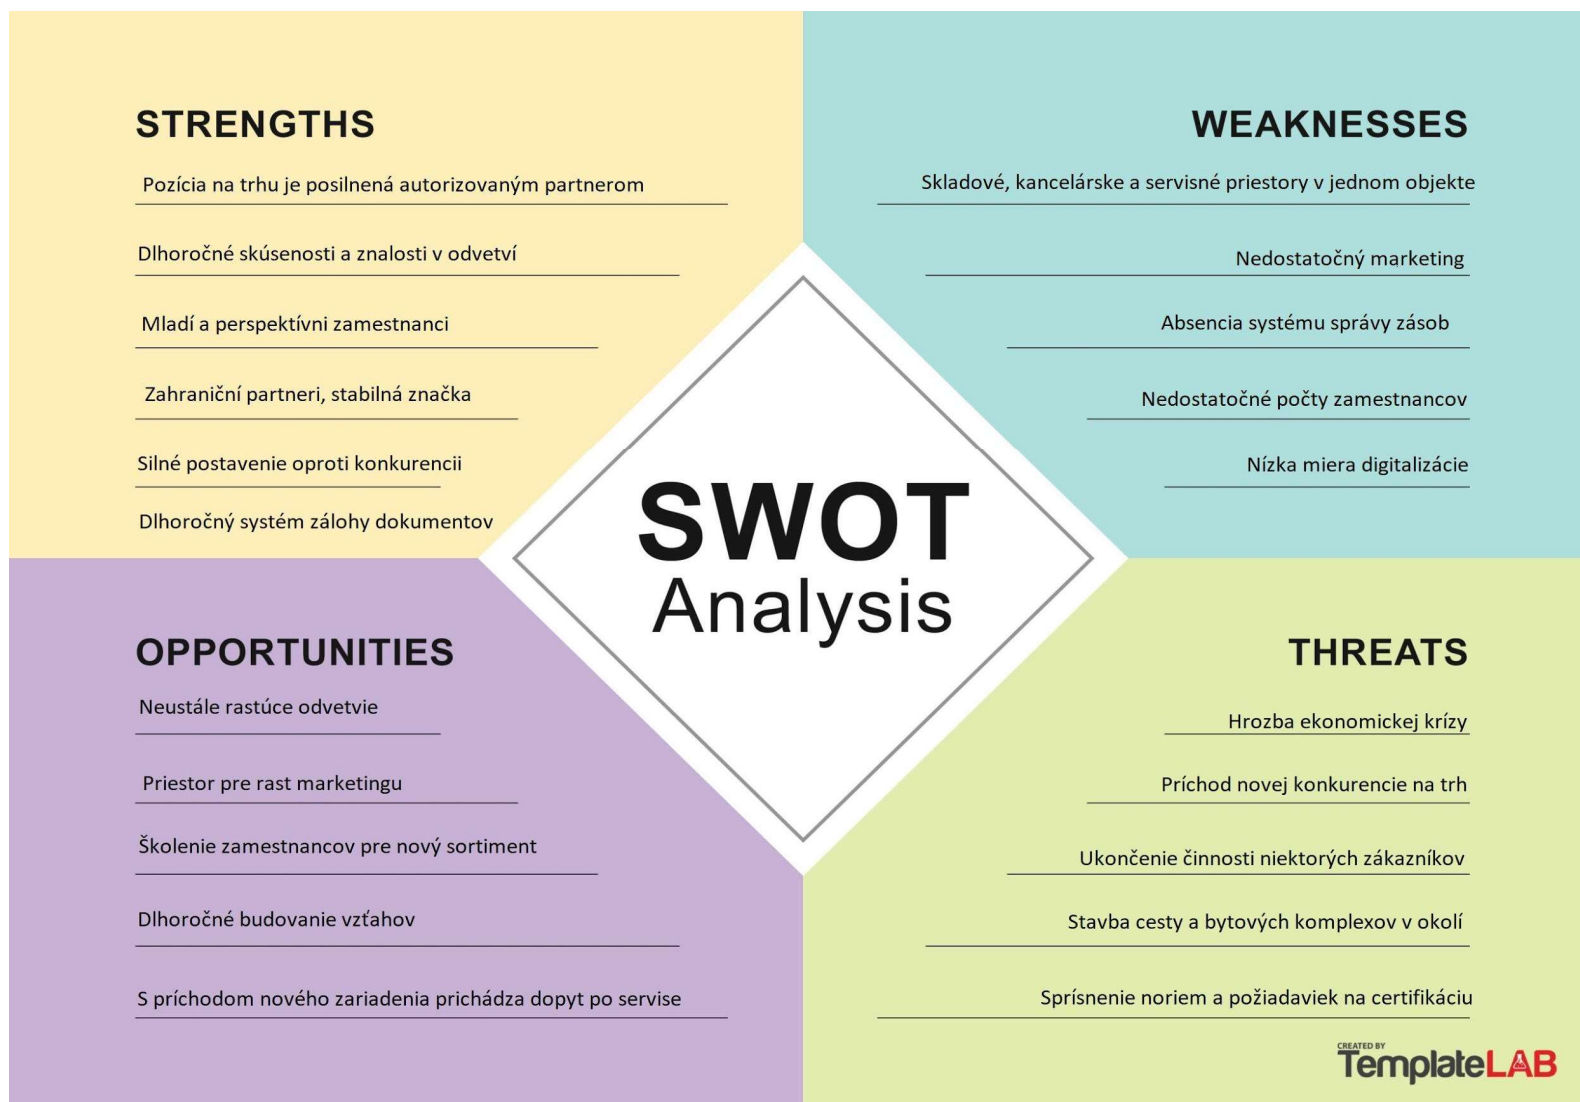 STRENGTHS
Pozícia na trhu je posilnená autorizovaným partnerom
Dlhoročné skúsenosti a znalosti v odvetví
Mladí a perspektívni zamestnanci
Zahraniční partneri, stabilná značka
Silné postavenie oproti konkurencii
Dlhoročný systém zálohy dokumentov
WEAKNESSES
Skladové, kancelárske a servisné priestory v jednom objekte
Nedostatočný marketing
Absencia systému správy zásob
Nedostatočné počty zamestnancov
Nízka miera digitalizácie
SWOT
Analysis
OPPORTUNITIES
Neustále rastúce odvetvie
Priestor pre rast marketingu
Školenie zamestnancov pre nový sortiment
Dlhoročné budovanie vzťahov
S príchodom nového zariadenia prichádza dopyt po servise
THREATS
Hrozba ekonomickej krízy
Príchod novej konkurencie na trh
Ukončenie činnosti niektorých zákazníkov
Stavba cesty a bytových komplexov v okolí
Sprísnenie noriem a požiadaviek na certifikáciu
CREATED BY
TemplateLAB